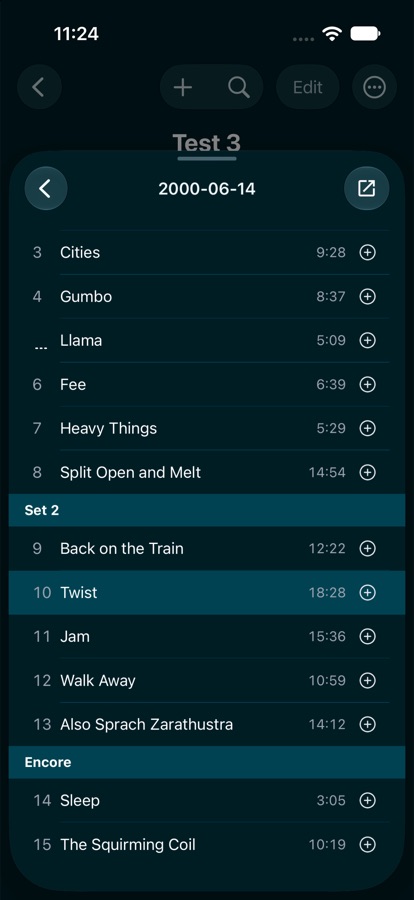 11:24
Edit
Test 3
2000-06-14
3 Cities 9:28
4 Gumbo 8:37
... Llama 5:09
6 Fee 6:39
7 Heavy Things 5:29
8 Split Open and Melt 14:54
Set 2
9 Back on the Train 12:22
10 Twist 18:28
11 Jam 15:36
12 Walk Away 10:59
13 Also Sprach Zarathustra 14:12
Encore
14 Sleep 3:05
15 The Squirming Coil 10:19